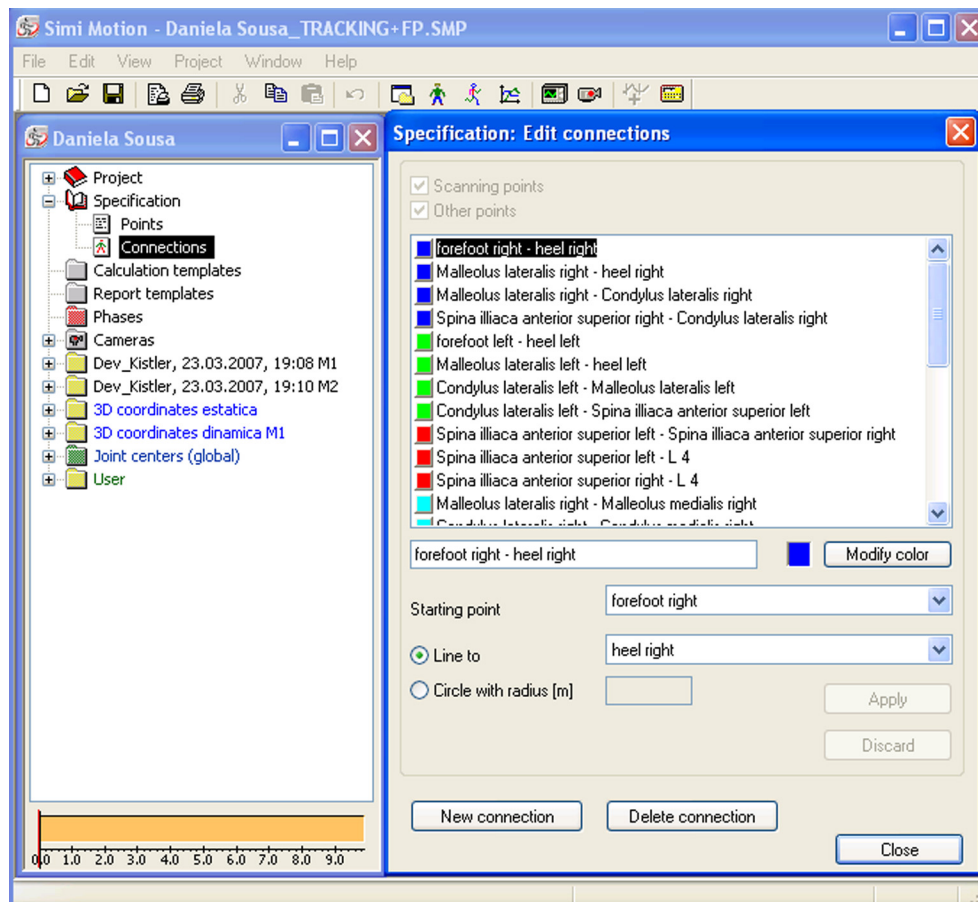 Simi Motion - Daniela Sousa_TRACKING+FP.SMP
File Edit View Project Window Help
Daniela Sousa
Project
Specification
Points
Connections
Calculation templates
Report templates
Phases
Cameras
Dev_Kistler, 23.03.2007, 19:08 M1
Dev_Kistler, 23.03.2007, 19:10 M2
3D coordinates estatica
3D coordinates dinamica M1
Joint centers (global)
User
0,0 1.0 2.0 3.0 4.0 5.0 6.0 7.0 8.0 9.0
Specification: Edit connections
Scanning points
Other points
forefoot right - heel right
Malleolus lateralis right - heel right
Malleolus lateralis right - Condylus lateralis right
Spina illiaca anterior superior right - Condylus lateralis right
forefoot left - heel left
Malleolus lateralis left - heel left
Condylus lateralis left - Malleolus lateralis left
Condylus lateralis left - Spina illiaca anterior superior left
Spina illiaca anterior superior left - Spina illiaca anterior superior right
Spina illiaca anterior superior left - L 4
Spina illiaca anterior superior right - L 4
Malleolus lateralis right - Malleolus medialis right
Condylus lateralis right - Condylus medialis right
forefoot right - heel right
Modify color
Starting point
forefoot right
Line to
heel right
Circle with radius [m]
Apply
Discard
New connection
Delete connection
Close